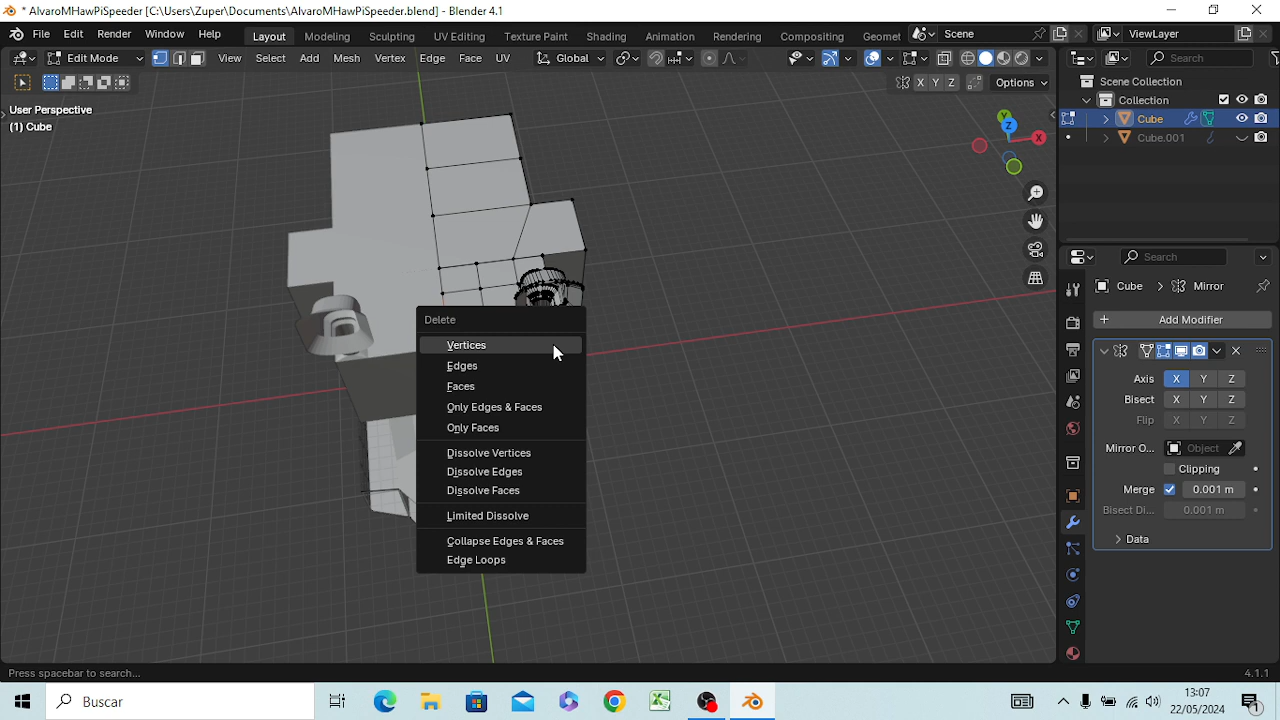 * AlvaroMHawPiSpeeder [C:\Users\Zuper\Documents\AlvaroMHawPiSpeeder.blend] - Blender 4.1
File Edit Render Window Help Layout Modeling Sculpting UV Editing Texture Paint Shading Animation Rendering Compositing Geomet Scene ViewLayer
Edit Mode View Select Add Mesh Vertex Edge Face UV Global Search
X Y Z Options
Scene Collection
Collection
Cube
Cube.001
User Perspective
(1) Cube
Y
Z
X
Delete
Vertices
Edges
Faces
Only Edges & Faces
Only Faces
Dissolve Vertices
Dissolve Edges
Dissolve Faces
Limited Dissolve
Collapse Edges & Faces
Edge Loops
Search
Cube > Mirror
Add Modifier
Axis X Y Z
Bisect X Y Z
Flip X Y Z
Mirror O... Object
Clipping
Merge 0.001 m
Bisect Di... 0.001 m
Data
Press spacebar to search...
4.1.1
Buscar
13:07
22/05/2024
1